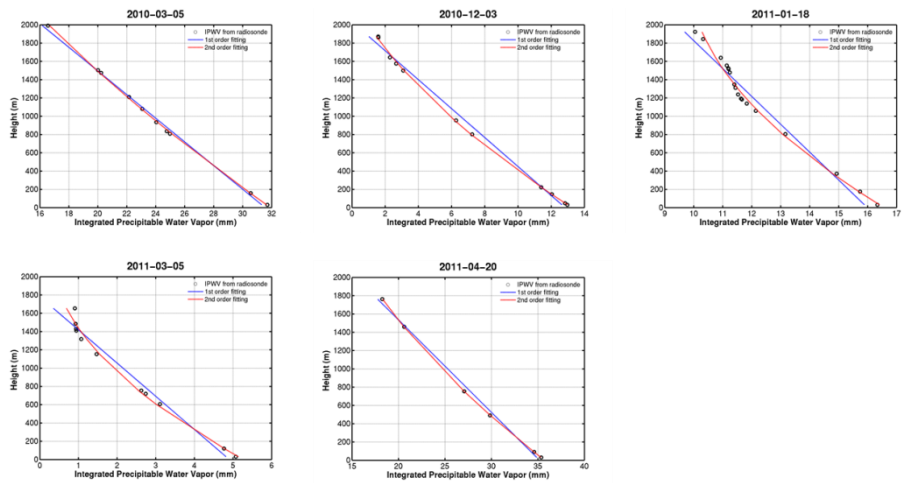 2010-03-05
2000
1800
1600
1400
1200
1000
800
600
400
200
0
Height (m)
IPWV from radiosonde
1st order fitting
2nd order fitting
16 18 20 22 24 26 28 30 32
Integrated Precipitable Water Vapor (mm)
2010-12-03
2000
1800
1600
1400
1200
1000
800
600
400
200
0
Height (m)
IPWV from radiosonde
1st order fitting
2nd order fitting
0 2 4 6 8 10 12 14
Integrated Precipitable Water Vapor (mm)
2011-01-18
2000
1800
1600
1400
1200
1000
800
600
400
200
0
Height (m)
IPWV from radiosonde
1st order fitting
2nd order fitting
9 10 11 12 13 14 15 16 17
Integrated Precipitable Water Vapor (mm)
2011-03-05
2000
1800
1600
1400
1200
1000
800
600
400
200
0
Height (m)
IPWV from radiosonde
1st order fitting
2nd order fitting
0 1 2 3 4 5 6
Integrated Precipitable Water Vapor (mm)
2011-04-20
2000
1800
1600
1400
1200
1000
800
600
400
200
0
Height (m)
IPWV from radiosonde
1st order fitting
2nd order fitting
15 20 25 30 35 40
Integrated Precipitable Water Vapor (mm)